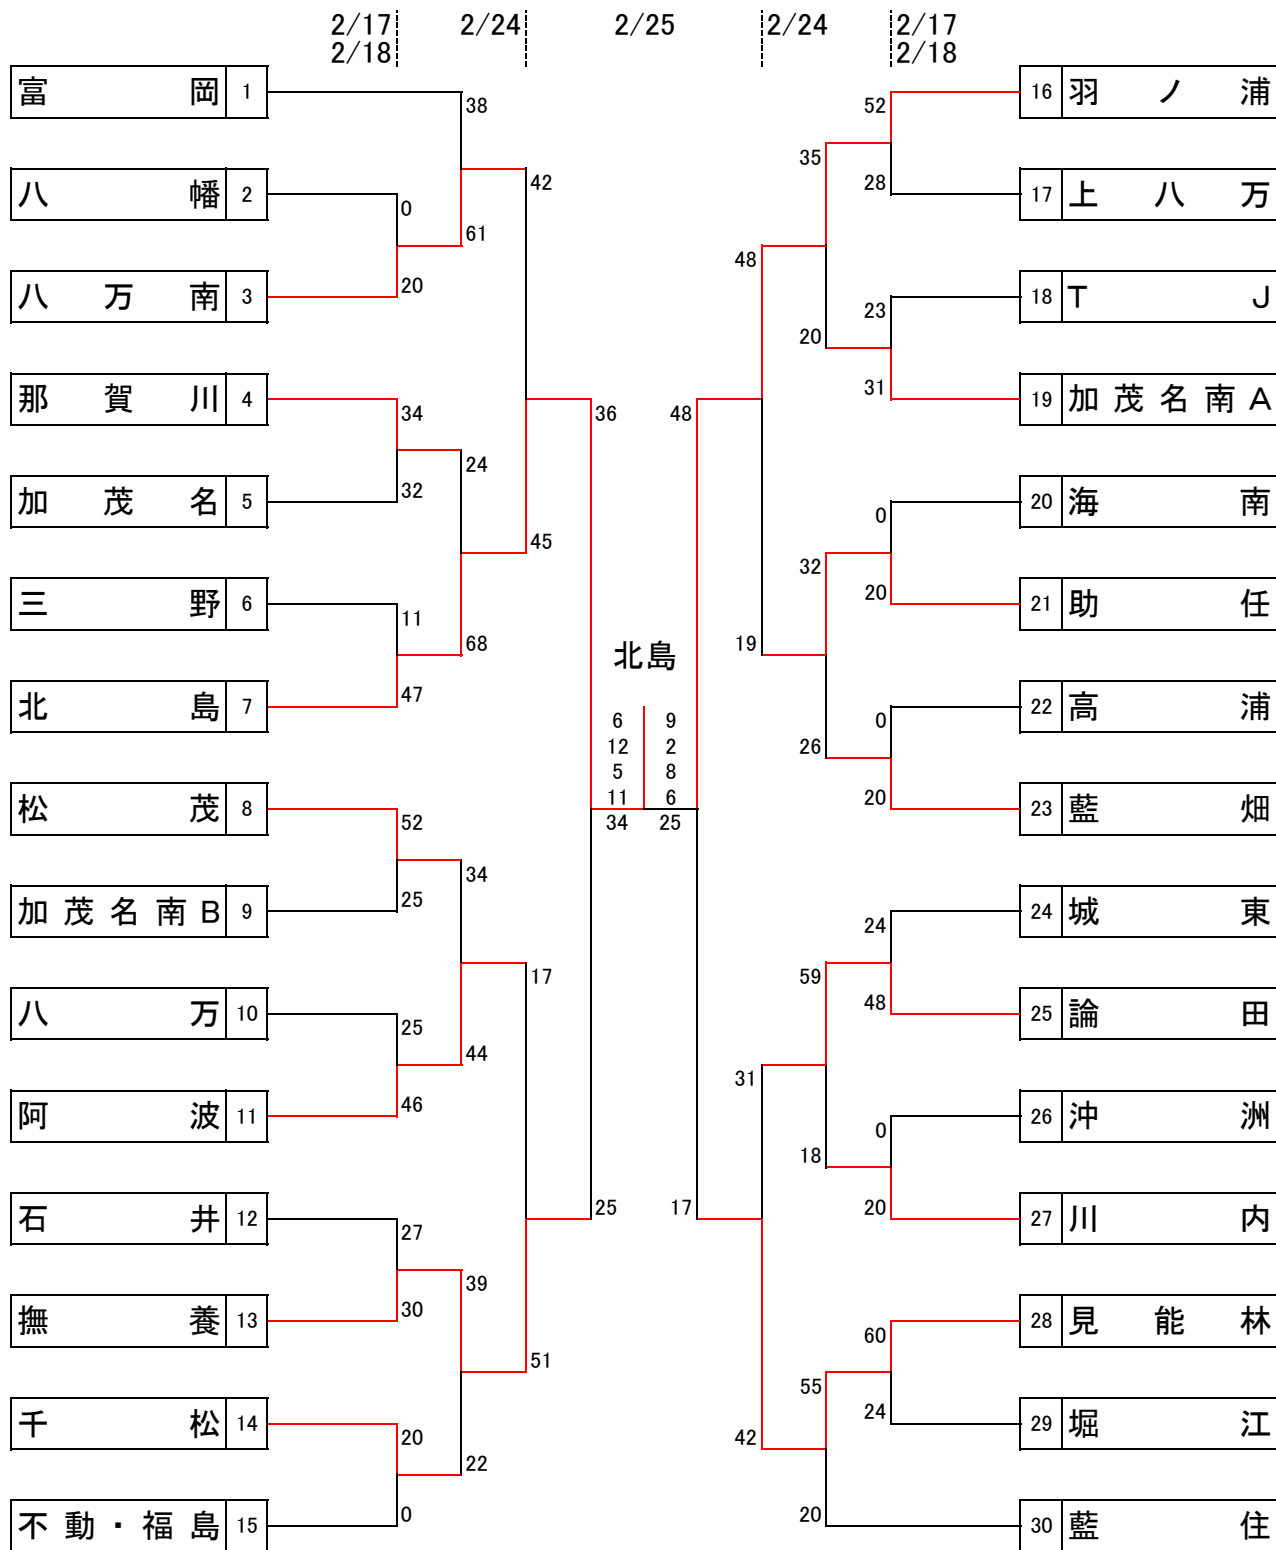 2/17 2/24 2/25 2/24 2/17
2/18 2/18
富岡 1
38
52
16 羽ノ浦
35
42
28
八幡 2
0
17 上八万
61
48
八万南 3
20
23
18 TJ
20
31
那賀川 4
34
36
48
19 加茂名南A
24
加茂名 5
32
0
20 海南
45
32
20
三野 6
11
21 助任
68
19
北島
北島 7
47
0
22 高浦
6 9
12 2
26
5 8
11 6
20
松茂 8
52
34 25
23 藍畑
34
加茂名南B 9
25
24
24 城東
17
59
48
八万 10
25
25 論田
44
31
阿波 11
46
0
26 沖洲
18
石井 12
27
25
17
20
27 川内
39
撫養 13
30
60
28 見能林
51
55
24
千松 14
20
42
29 堀江
22
不動・福島 15
0
20
30 藍住